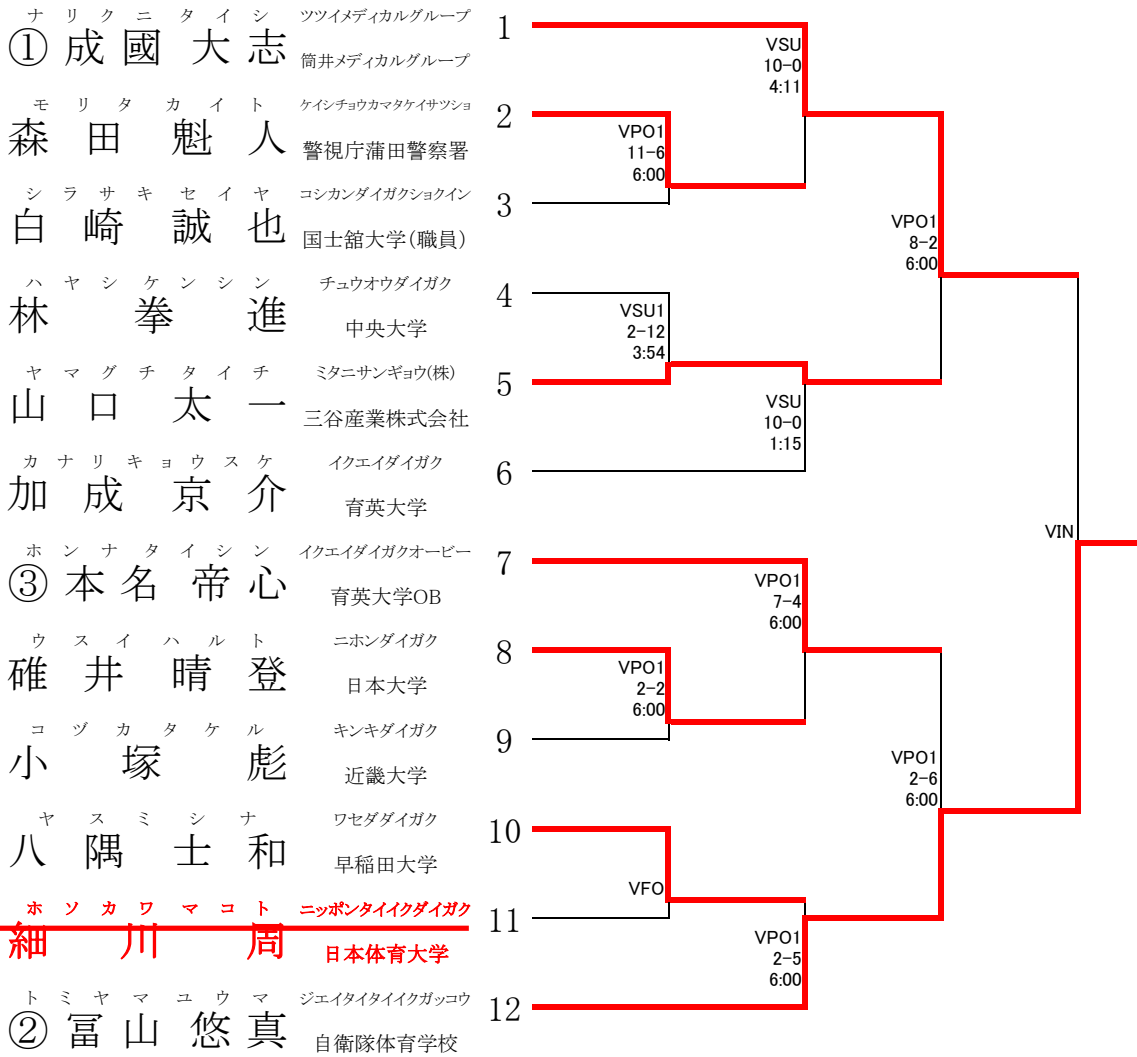 ナリクニタイシ ツツイメディカルグループ
① 成國大志 筒井メディカルグループ 1
モリタカイト ケイシチョウカマタケイサツショ
森田魁人 警視庁蒲田警察署 2
シラサキセイヤ コシカンダイガクショクイン
白崎誠也 国士舘大学(職員) 3
ハヤシケンシン チュウオウダイガク
林拳進 中央大学 4
ヤマグチタイチ ミタニサンギョウ(株)
山口太一 三谷産業株式会社 5
カナリキョウスケ イクエイダイガク
加成京介 育英大学 6
ホンナタイシン イクエイダイガクオービー
③ 本名帝心 育英大学OB 7
ウスイハルト ニホンダイガク
碓井晴登 日本大学 8
コヅカタケル キンキダイガク
小塚彪 近畿大学 9
ヤスミシナ ワセダダイガク
八隅士和 早稲田大学 10
ホソカワマコト ニッポンタイイクダイガク
細川周 日本体育大学 11
トミヤマユウマ ジエイタイタイイクガッコウ
② 冨山悠真 自衛隊体育学校 12
VPO1
11-6
6:00
VSU1
2-12
3:54
VPO1
2-2
6:00
VFO
VSU
10-0
4:11
VSU
10-0
1:15
VPO1
7-4
6:00
VPO1
2-5
6:00
VPO1
8-2
6:00
VPO1
2-6
6:00
VIN